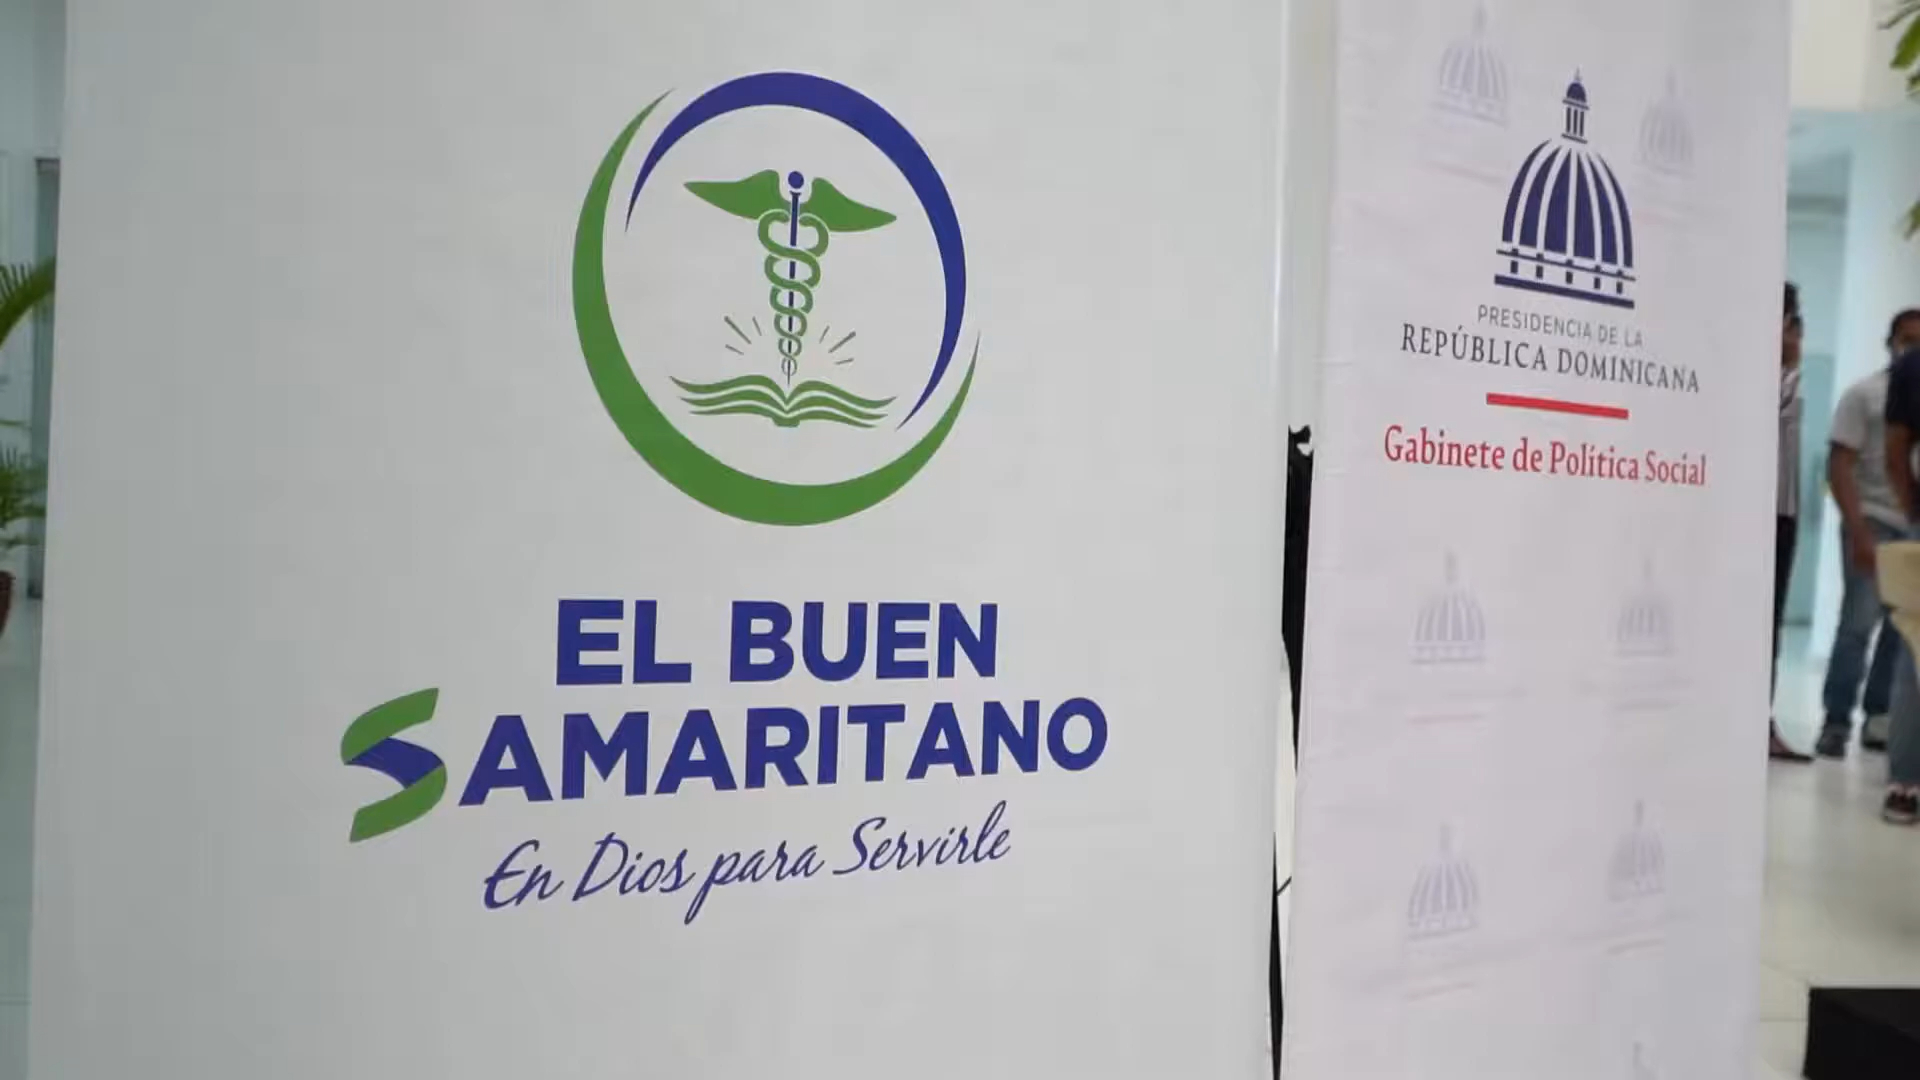 EL BUEN
SAMARITANO
En Dios para Servirle
PRESIDENCIA DE LA
REPÚBLICA DOMINICANA
Gabinete de Política Social